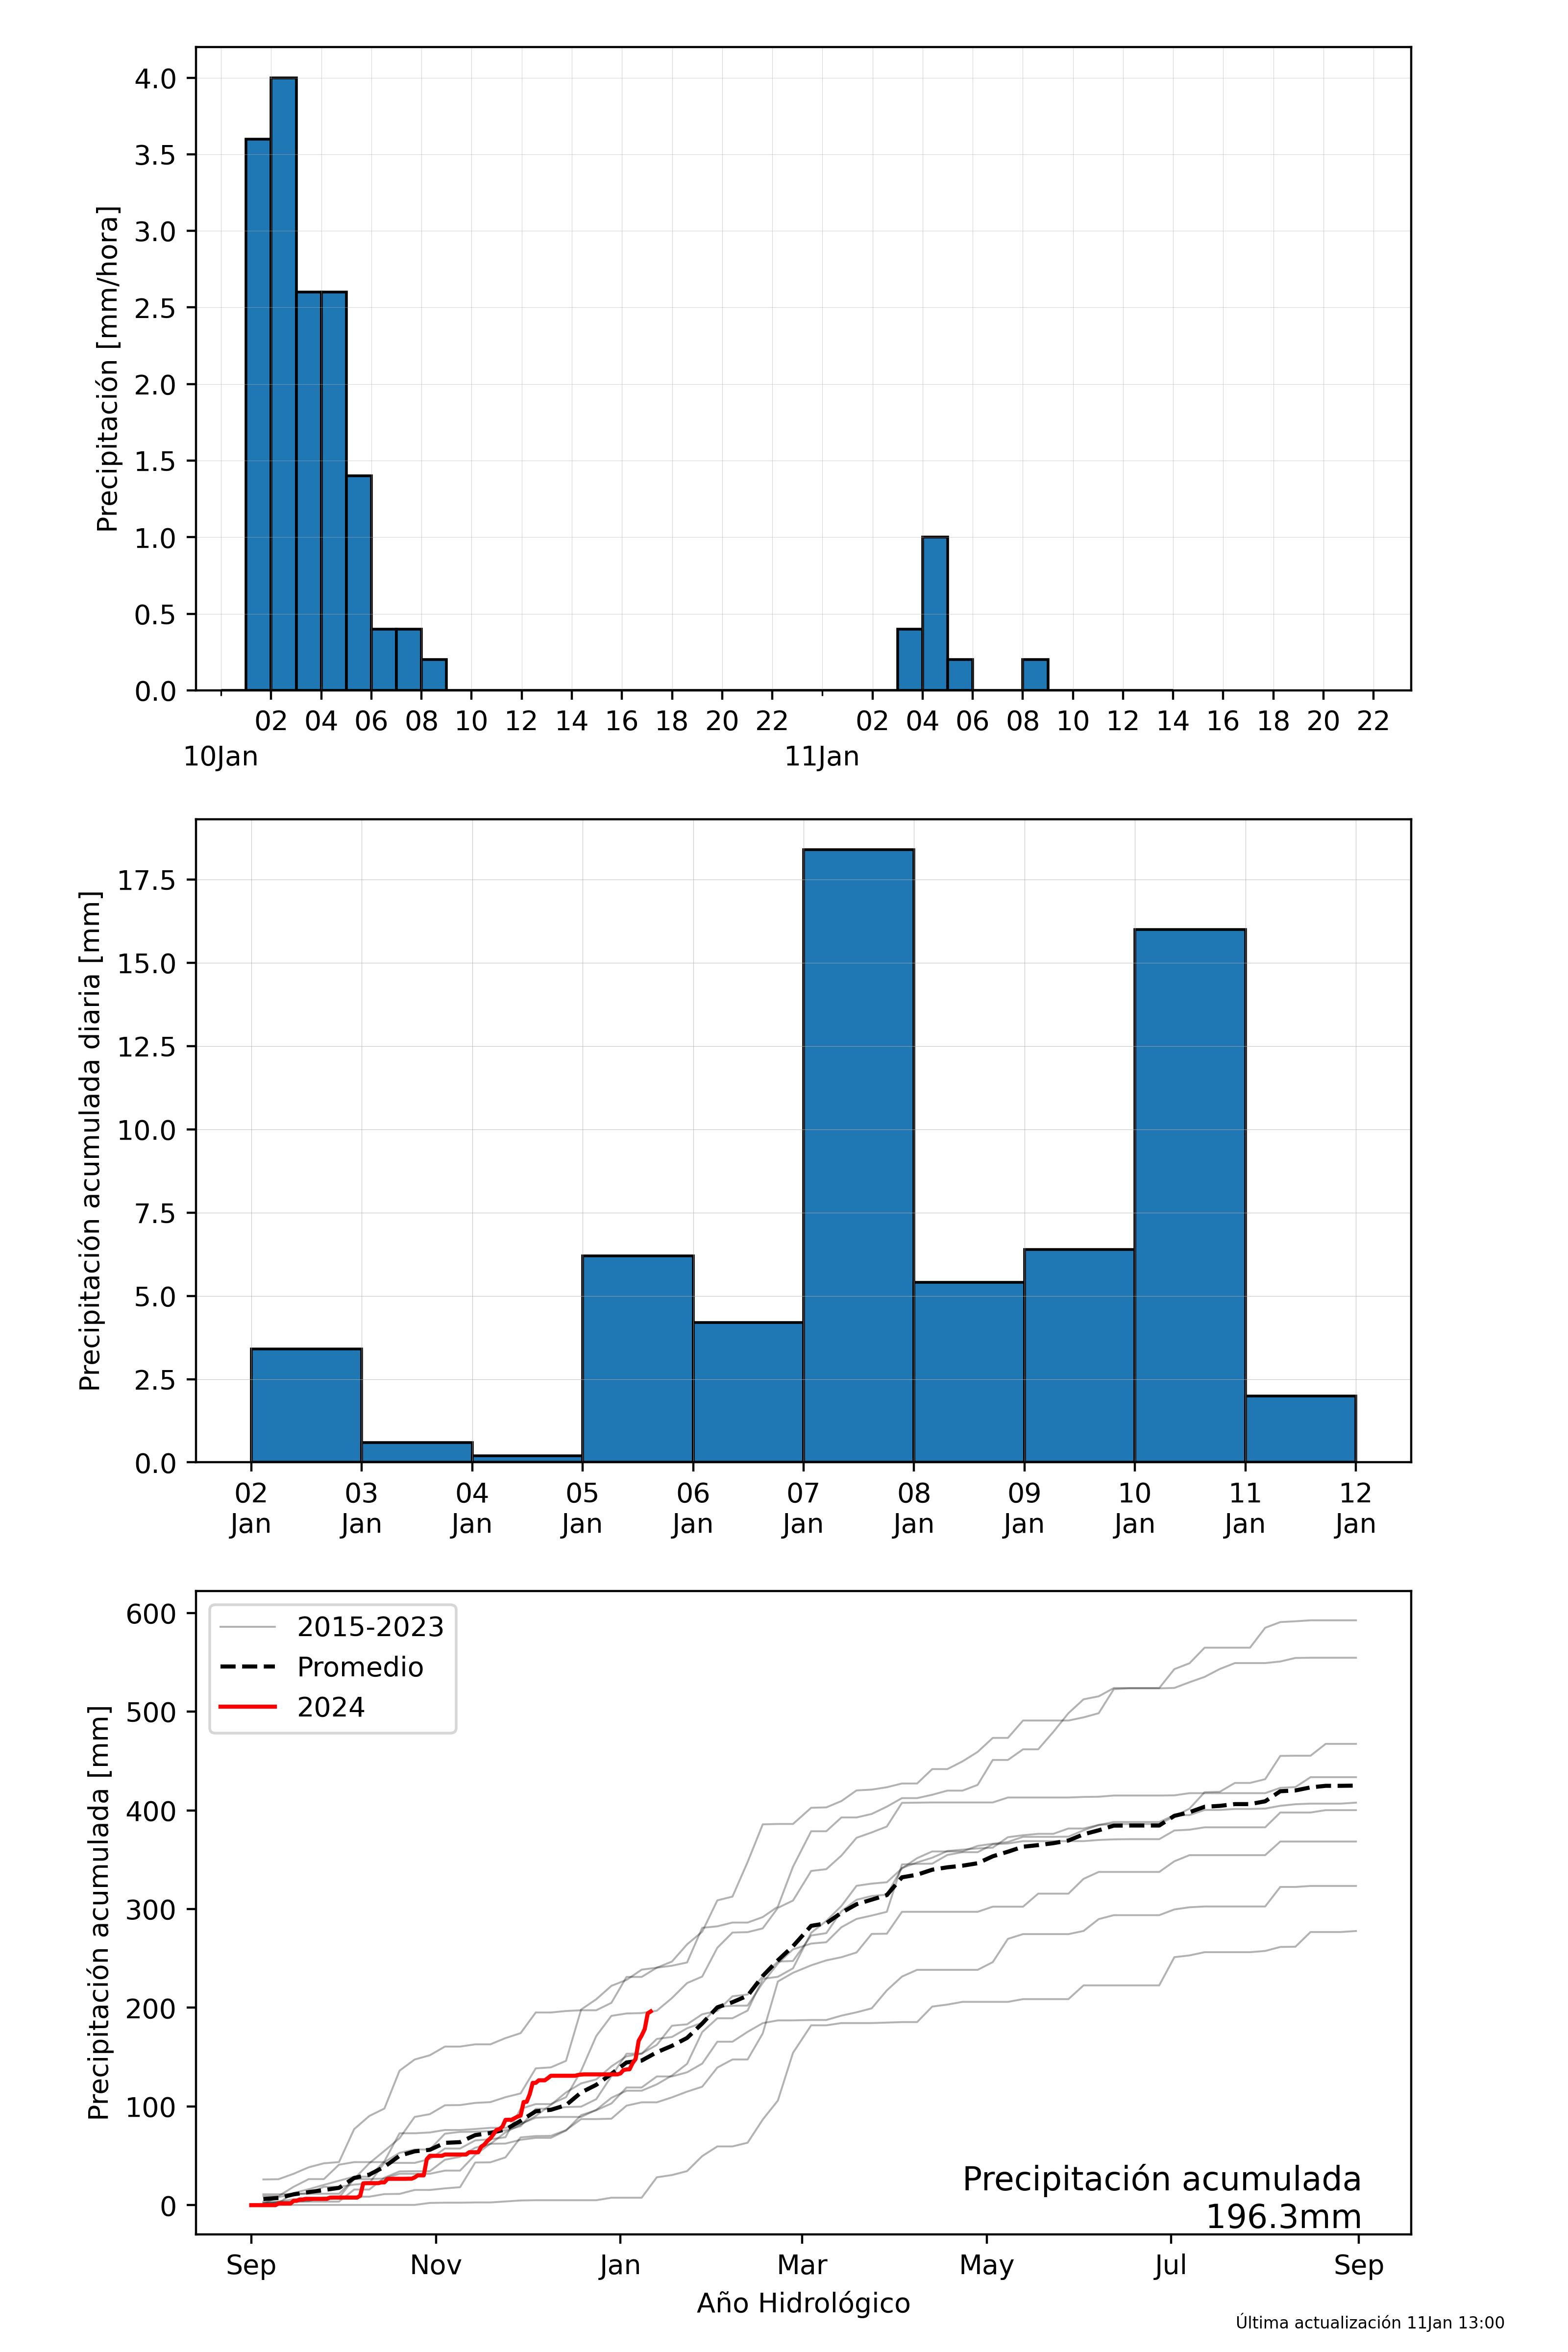 Precipitación [mm/hora]
4.0
3.5
3.0
2.5
2.0
1.5
1.0
0.5
0.0
02 04 06 08 10 12 14 16 18 20 22 02 04 06 08 10 12 14 16 18 20 22
10Jan 11Jan
Precipitación acumulada diaria [mm]
17.5
15.0
12.5
10.0
7.5
5.0
2.5
0.0
02 03 04 05 06 07 08 09 10 11 12
Jan Jan Jan Jan Jan Jan Jan Jan Jan Jan Jan
Precipitación acumulada [mm]
600
500
400
300
200
100
0
2015-2023
Promedio
2024
Precipitación acumulada
196.3mm
Sep Nov Jan Mar May Jul Sep
Año Hidrológico
Última actualización 11Jan 13:00